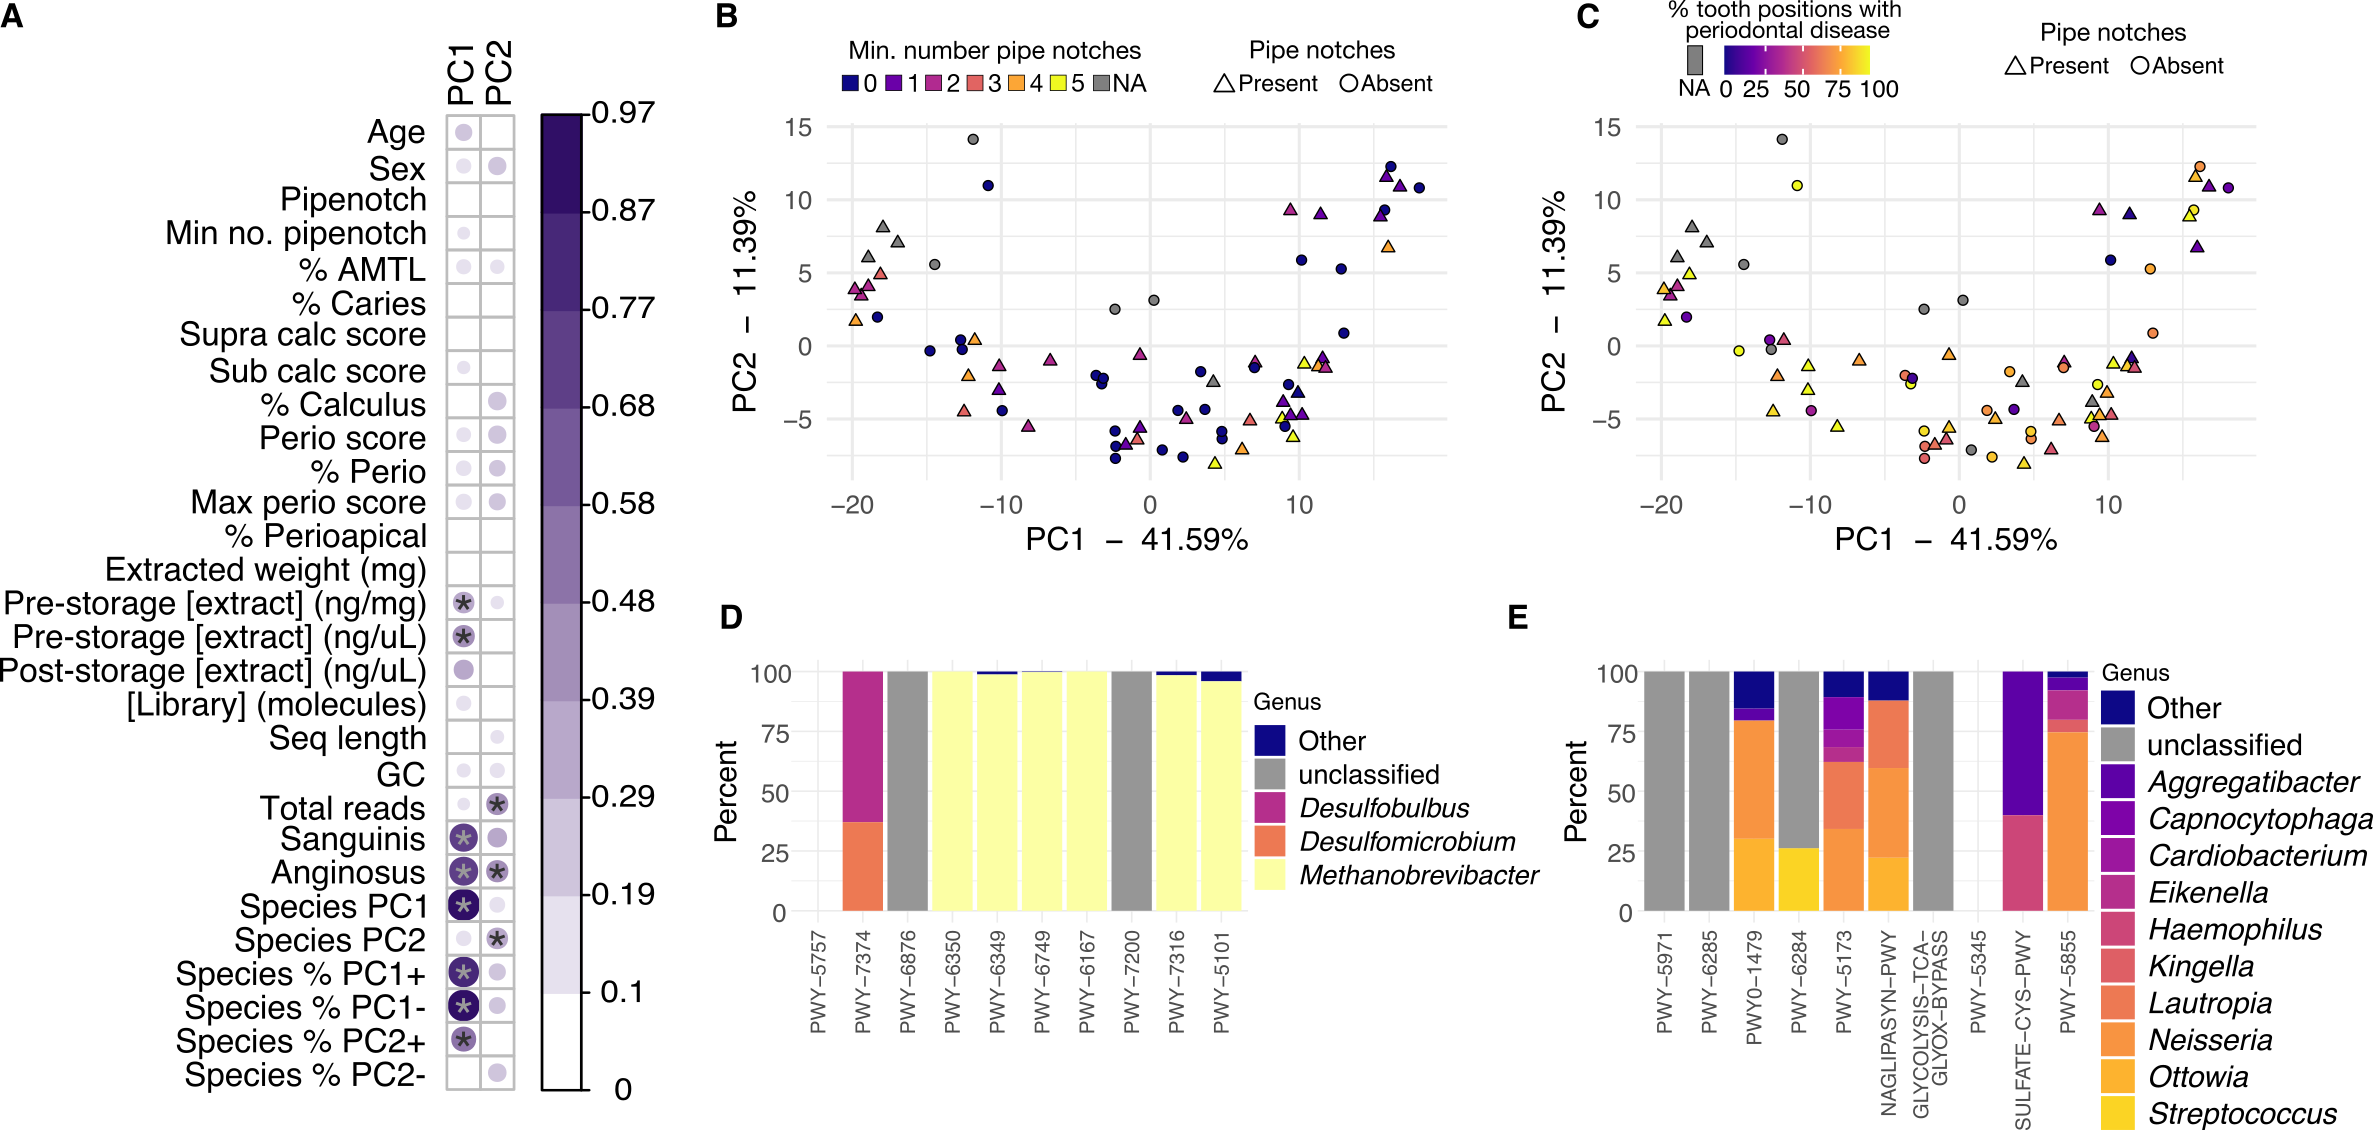 A
PC1
PC2
Age
Sex
Pipenotch
Min no. pipenotch
% AMTL
% Caries
Supra calc score
Sub calc score
% Calculus
Perio score
% Perio
Max perio score
% Perioapical
Extracted weight (mg)
Pre-storage [extract] (ng/mg)
Pre-storage [extract] (ng/uL)
Post-storage [extract] (ng/uL)
[Library] (molecules)
Seq length
GC
Total reads
Sanguinis
Anginosus
Species PC1
Species PC2
Species % PC1+
Species % PC1-
Species % PC2+
Species % PC2-
0.97
0.87
0.77
0.68
0.58
0.48
0.39
0.29
0.19
0.1
0
B
Min. number pipe notches
0 1 2 3 4 5 NA
Pipe notches
Present Absent
PC2 – 11.39%
15
10
5
0
−5
−20 −10 0 10
PC1 – 41.59%
C
% tooth positions with
periodontal disease
NA 0 25 50 75 100
Pipe notches
Present Absent
PC2 – 11.39%
15
10
5
0
−5
−20 −10 0 10
PC1 – 41.59%
D
Percent
100
75
50
25
0
PWY−5757
PWY−7374
PWY−6876
PWY−6350
PWY−6349
PWY−6749
PWY−6167
PWY−7200
PWY−7316
PWY−5101
Genus
Other
unclassified
Desulfobulbus
Desulfomicrobium
Methanobrevibacter
E
Percent
100
75
50
25
0
PWY−5971
PWY−6285
PWY0−1479
PWY−6284
PWY−5173
NAGLIPASYN−PWY
GLYCOLYSIS−TCA−
GLYOX−BYPASS
PWY−5345
SULFATE−CYS−PWY
PWY−5855
Genus
Other
unclassified
Aggregatibacter
Capnocytophaga
Cardiobacterium
Eikenella
Haemophilus
Kingella
Lautropia
Neisseria
Ottowia
Streptococcus